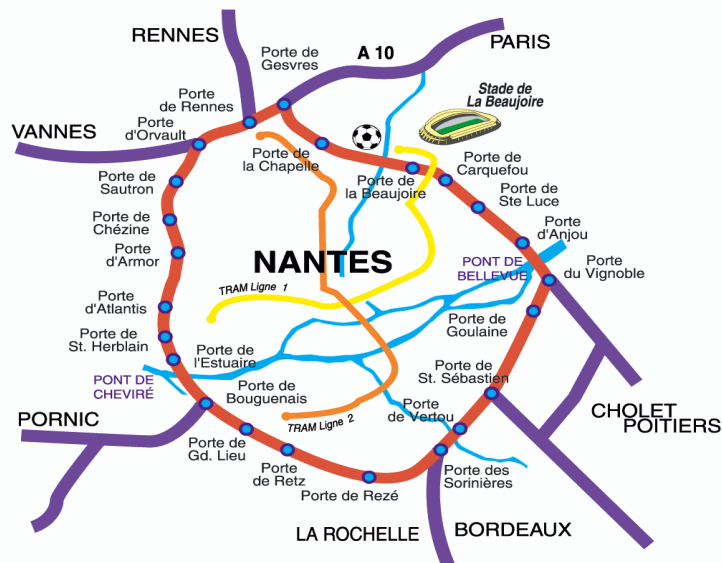 RENNES
Porte de
Gesvres
A 10
PARIS
Porte
de Rennes
Stade de
La Beaujoire
VANNES
Porte
d'Orvault
Porte de
la Chapelle
Porte de
la Beaujoire
Porte de
Carquefou
Porte de
Sautron
Porte de
Ste Luce
Porte de
Chézine
Porte
d'Anjou
Porte
d'Armor
NANTES
PONT DE
BELLEVUE
Porte
du Vignoble
TRAM Ligne 1
Porte
d'Atlantis
Porte de
Goulaine
Porte de
St. Herblain
Porte de
l'Estuaire
Porte de
St. Sébastien
PONT DE
CHEVIRÉ
Porte de
Bouguenais
Porte
de Vertou
CHOLET
POITIERS
PORNIC
TRAM Ligne 2
Porte de
Gd. Lieu
Porte
de Retz
Porte des
Sorinières
Porte de Rezé
LA ROCHELLE
BORDEAUX